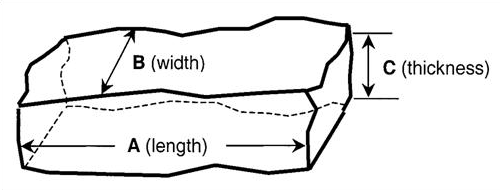 B (width)
C (thickness)
A (length)